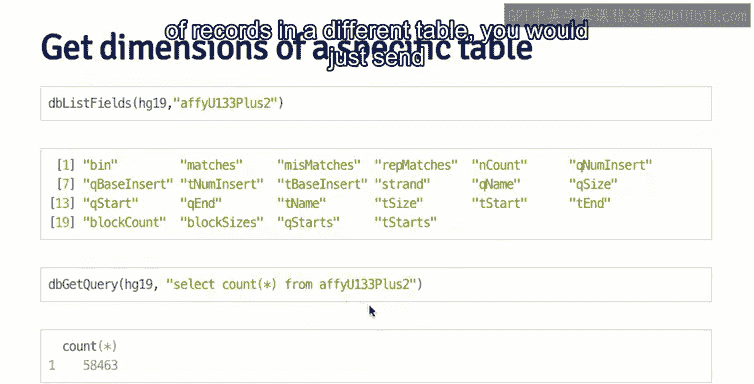 of records in a different table, you would
just send
Get dimensions of a specific table
dbListFields(hg19,"affyU133Plus2")
[1] "bin" "matches" "misMatches" "repMatches" "nCount" "qNumInsert"
[7] "qBaseInsert" "tNumInsert" "tBaseInsert" "strand" "qName" "qSize"
[13] "qStart" "qEnd" "tName" "tSize" "tStart" "tEnd"
[19] "blockCount" "blockSizes" "qStarts" "tStarts"
dbGetQuery(hg19, "select count(*) from affyU133Plus2")
count(*)
1 58463